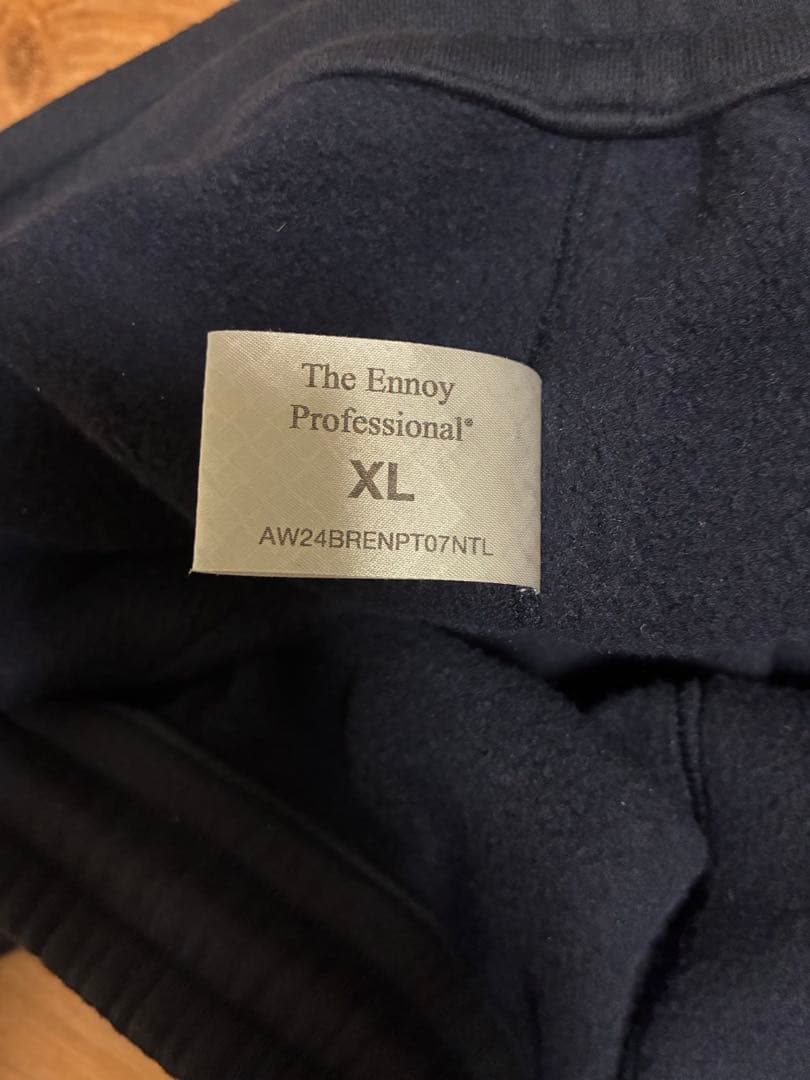 The Ennoy
Professional®
XL
AW24BRENPT07NTL